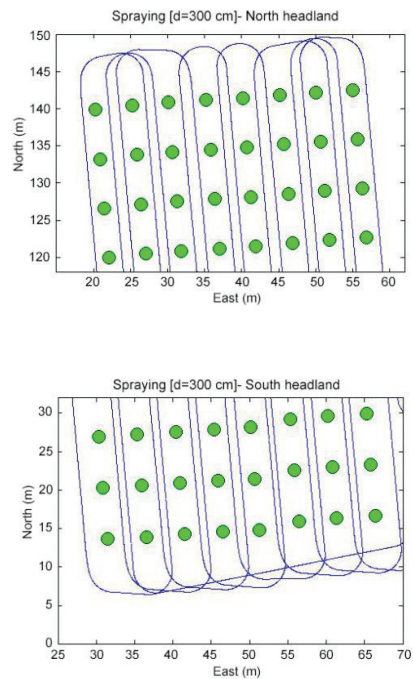 Spraying [d=300 cm]- North headland
150
145
140
135
130
125
120
North (m)
20 25 30 35 40 45 50 55 60
East (m)
Spraying [d=300 cm]- South headland
30
25
20
15
10
5
0
North (m)
25 30 35 40 45 50 55 60 65 70
East (m)